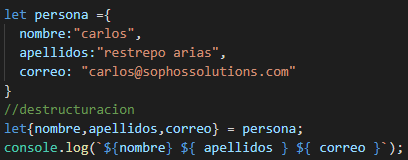 let persona ={
nombre:"carlos",
apellidos:"restrepo arias",
correo: "carlos@sophossolutions.com"
}
//destructuracion
let{nombre,apellidos,correo} = persona;
console.log(`${nombre} ${ apellidos } ${ correo }`);